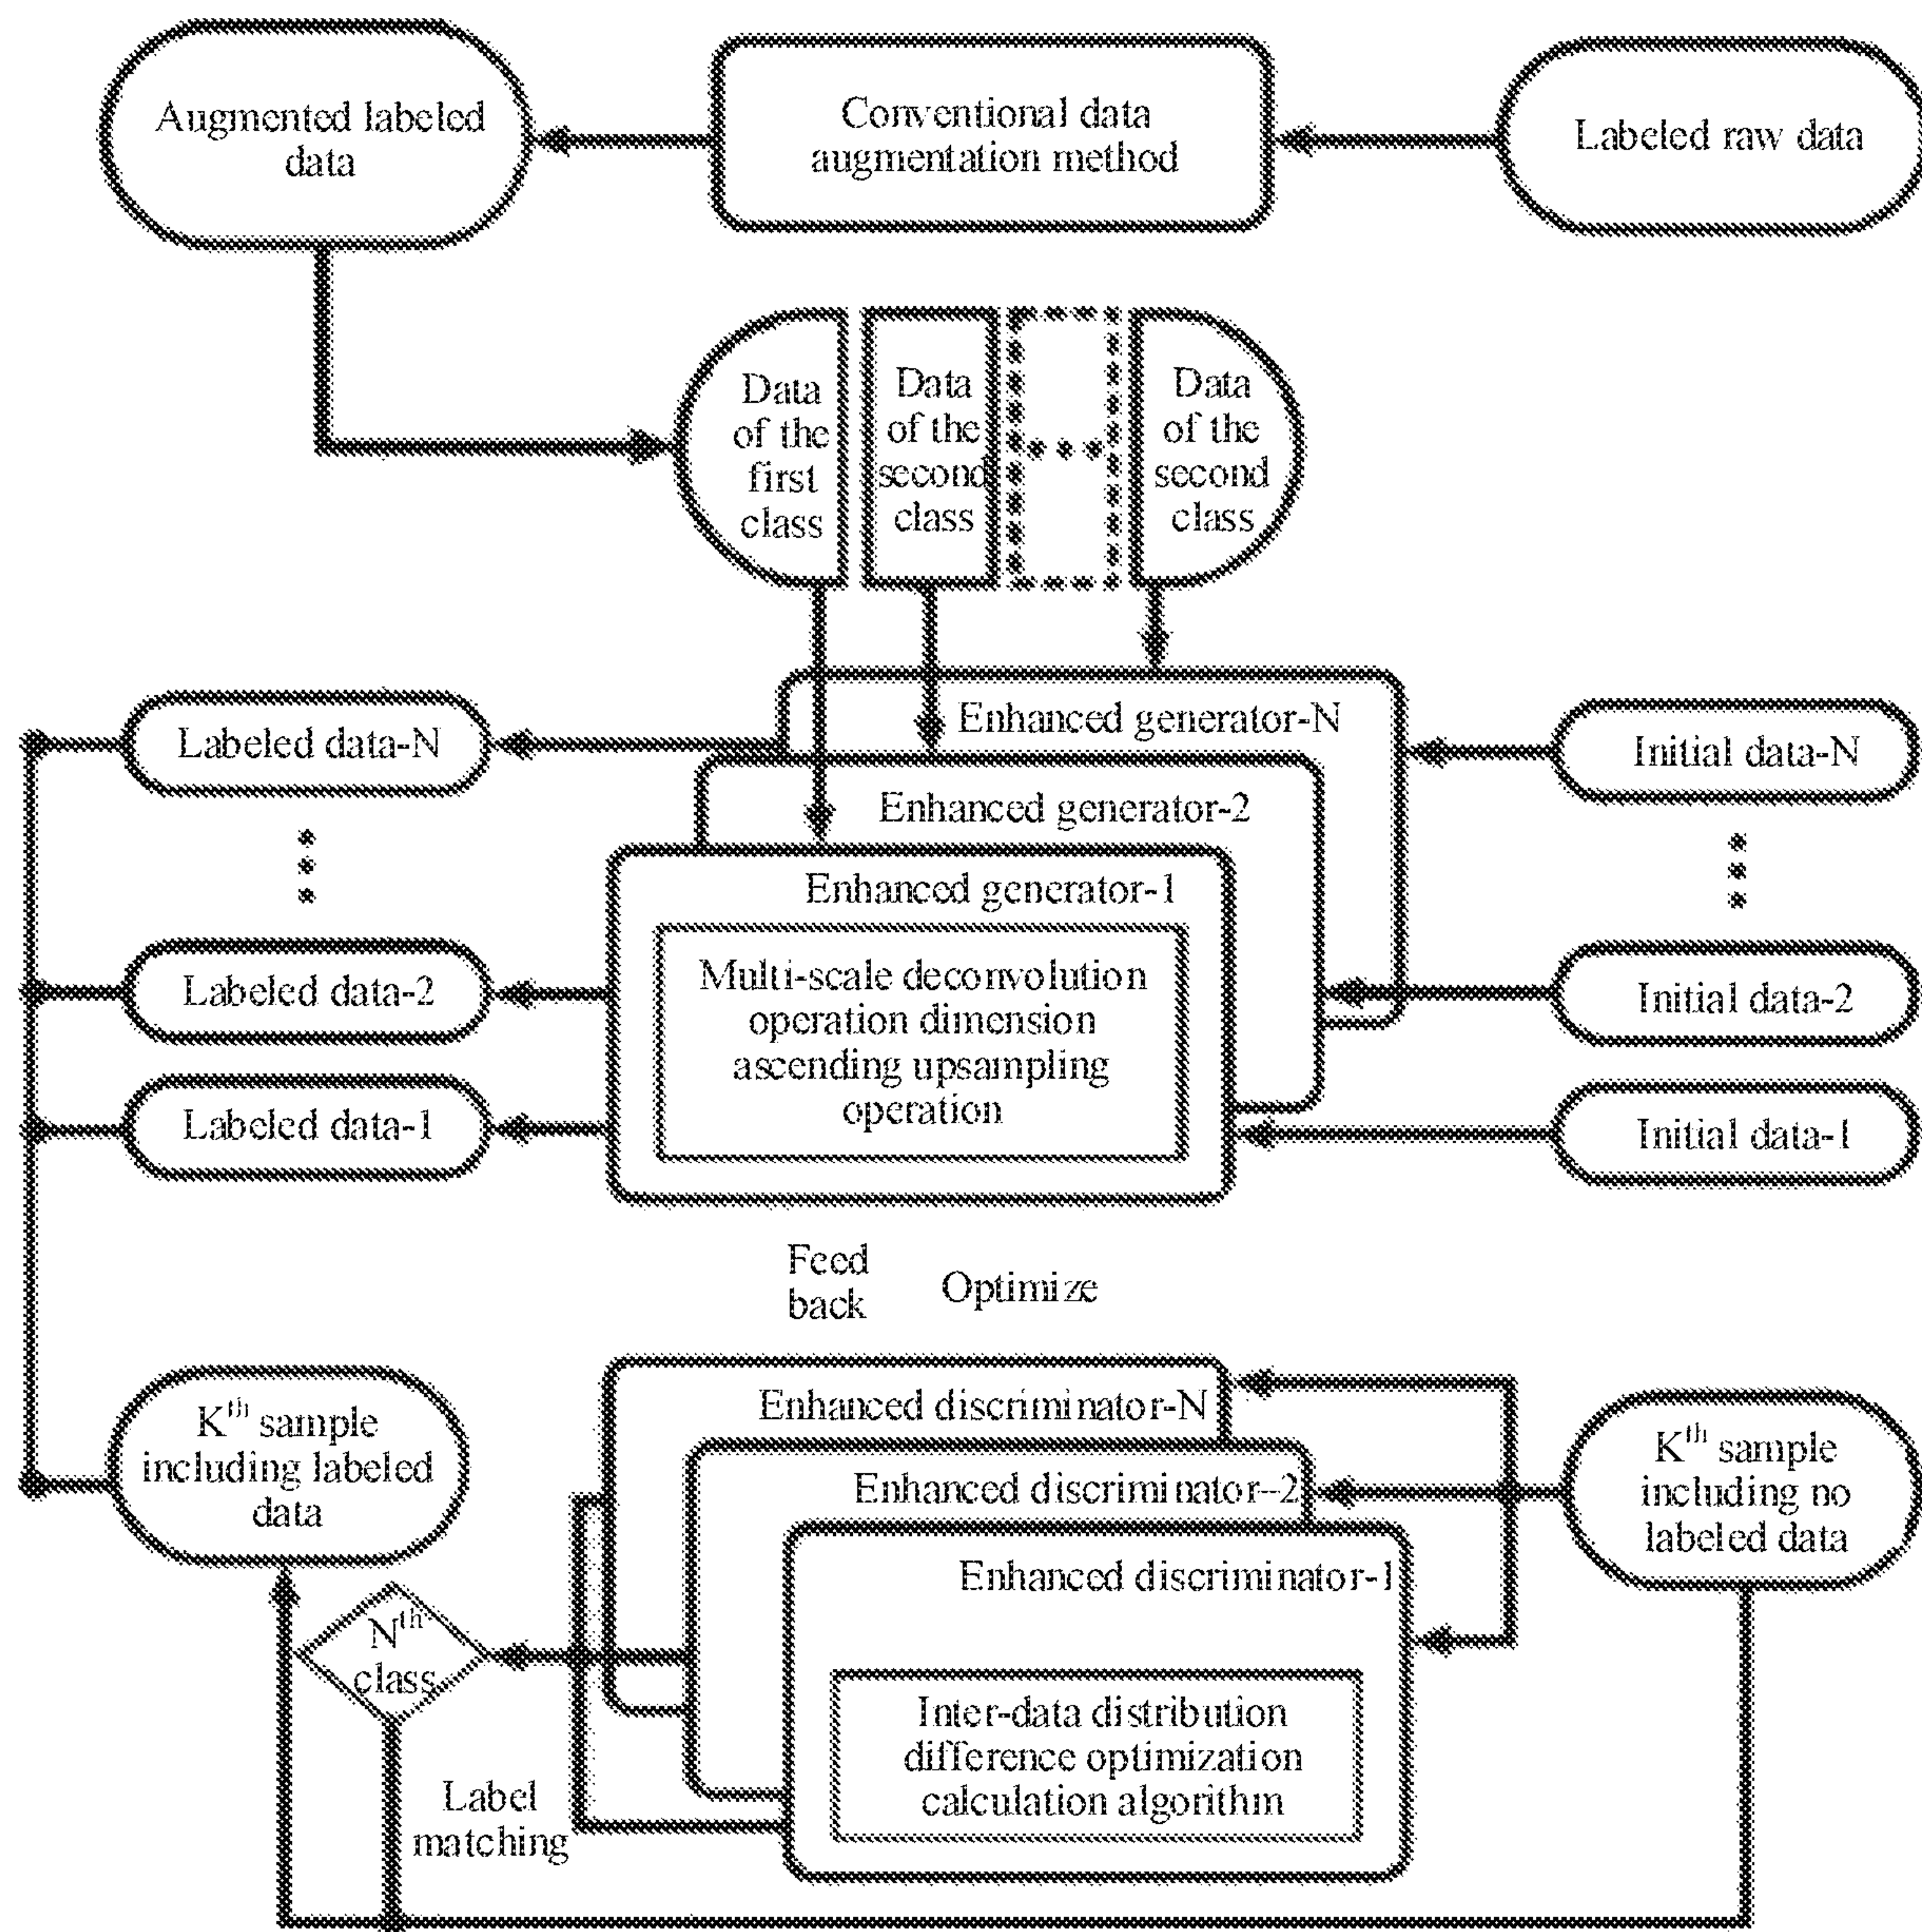 Augmented labeled
data
Conventional data
augmentation method
Labeled raw data
Data
of the
first
class
Data
of the
second
class
Data
of the
second
class
Labeled data-N
Enhanced generator-N
Initial data-N
Enhanced generator-2
Enhanced generator-1
Labeled data-2
Multi-scale deconvolution
operation dimension
ascending upsampling
operation
Initial data-2
Labeled data-1
Initial data-1
Feed
back
Optimize
Kth sample
including labeled
data
Enhanced discriminator-N
Enhanced discriminator-2
Enhanced discriminator-1
Kth sample
including no
labeled data
Nth
class
Inter-data distribution
difference optimization
calculation algorithm
Label
matching